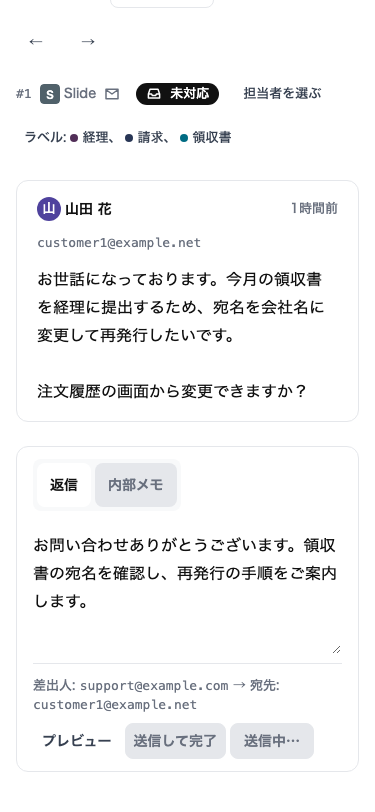 ← →
#1 S Slide 未対応 担当者を選ぶ
ラベル: 経理、 請求、 領収書
山 山田 花 1時間前
customer1@example.net
お世話になっております。今月の領収書
を経理に提出するため、宛名を会社名に
変更して再発行したいです。
注文履歴の画面から変更できますか？
返信 内部メモ
お問い合わせありがとうございます。領収
書の宛名を確認し、再発行の手順をご案内
します。
差出人: support@example.com → 宛先:
customer1@example.net
プレビュー 送信して完了 送信中…